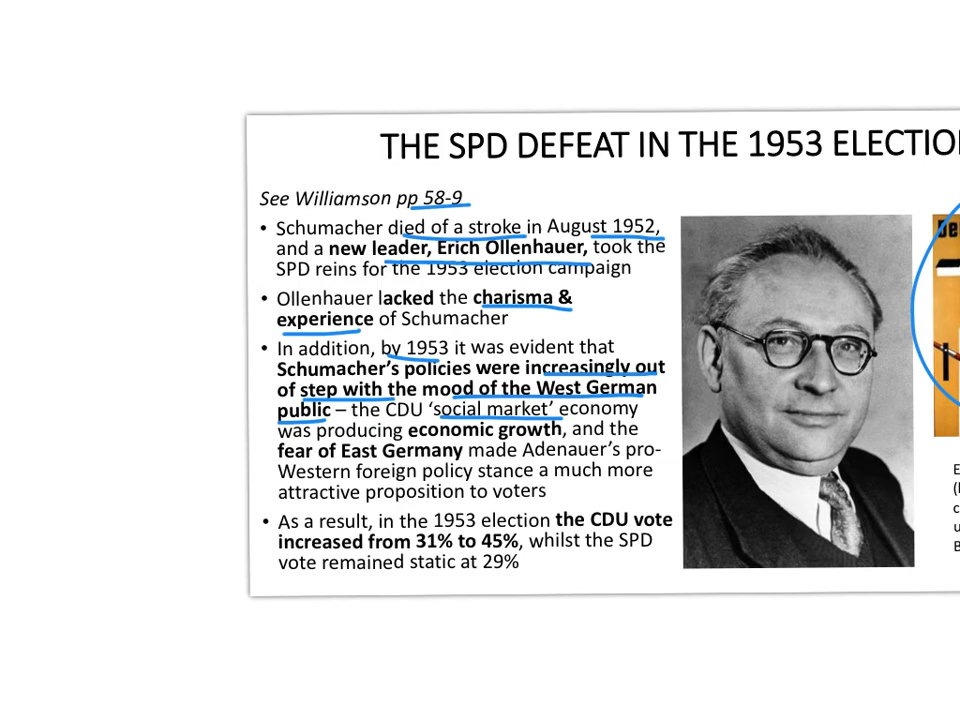 THE SPD DEFEAT IN THE 1953 ELECTIO
See Williamson pp 58-9
• Schumacher died of a stroke in August 1952,
and a new leader, Erich Ollenhauer, took the
SPD reins for the 1953 election campaign
• Ollenhauer lacked the charisma &
experience of Schumacher
• In addition, by 1953 it was evident that
Schumacher’s policies were increasingly out
of step with the mood of the West German
public – the CDU ‘social market’ economy
was producing economic growth, and the
fear of East Germany made Adenauer’s pro-
Western foreign policy stance a much more
attractive proposition to voters
• As a result, in the 1953 election the CDU vote
increased from 31% to 45%, whilst the SPD
vote remained static at 29%